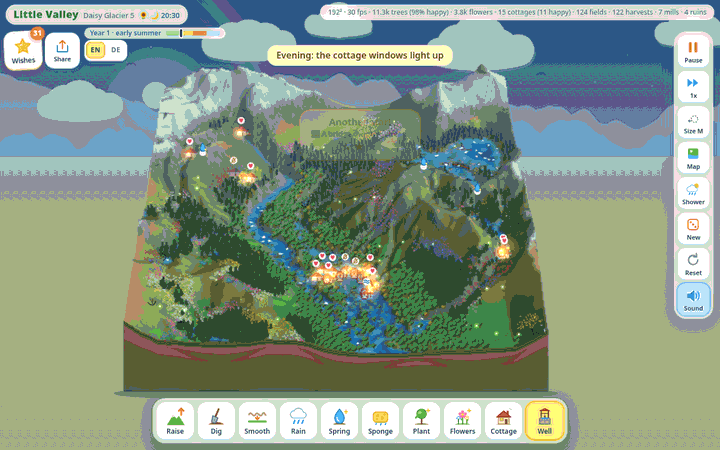 Little Valley Daisy Glacier 5 20:30
192² · 30 fps · 11.3k trees (98% happy) · 3.8k flowers · 15 cottages (11 happy) · 124 fields · 122 harvests · 7 mills · 4 ruins
31
Wishes
Share
Year 1 · early summer
EN DE
Evening: the cottage windows light up
Pause
1x
Size M
Map
Shower
New
Reset
Sound
Raise
Dig
Smooth
Rain
Spring
Sponge
Plant
Flowers
Cottage
Well